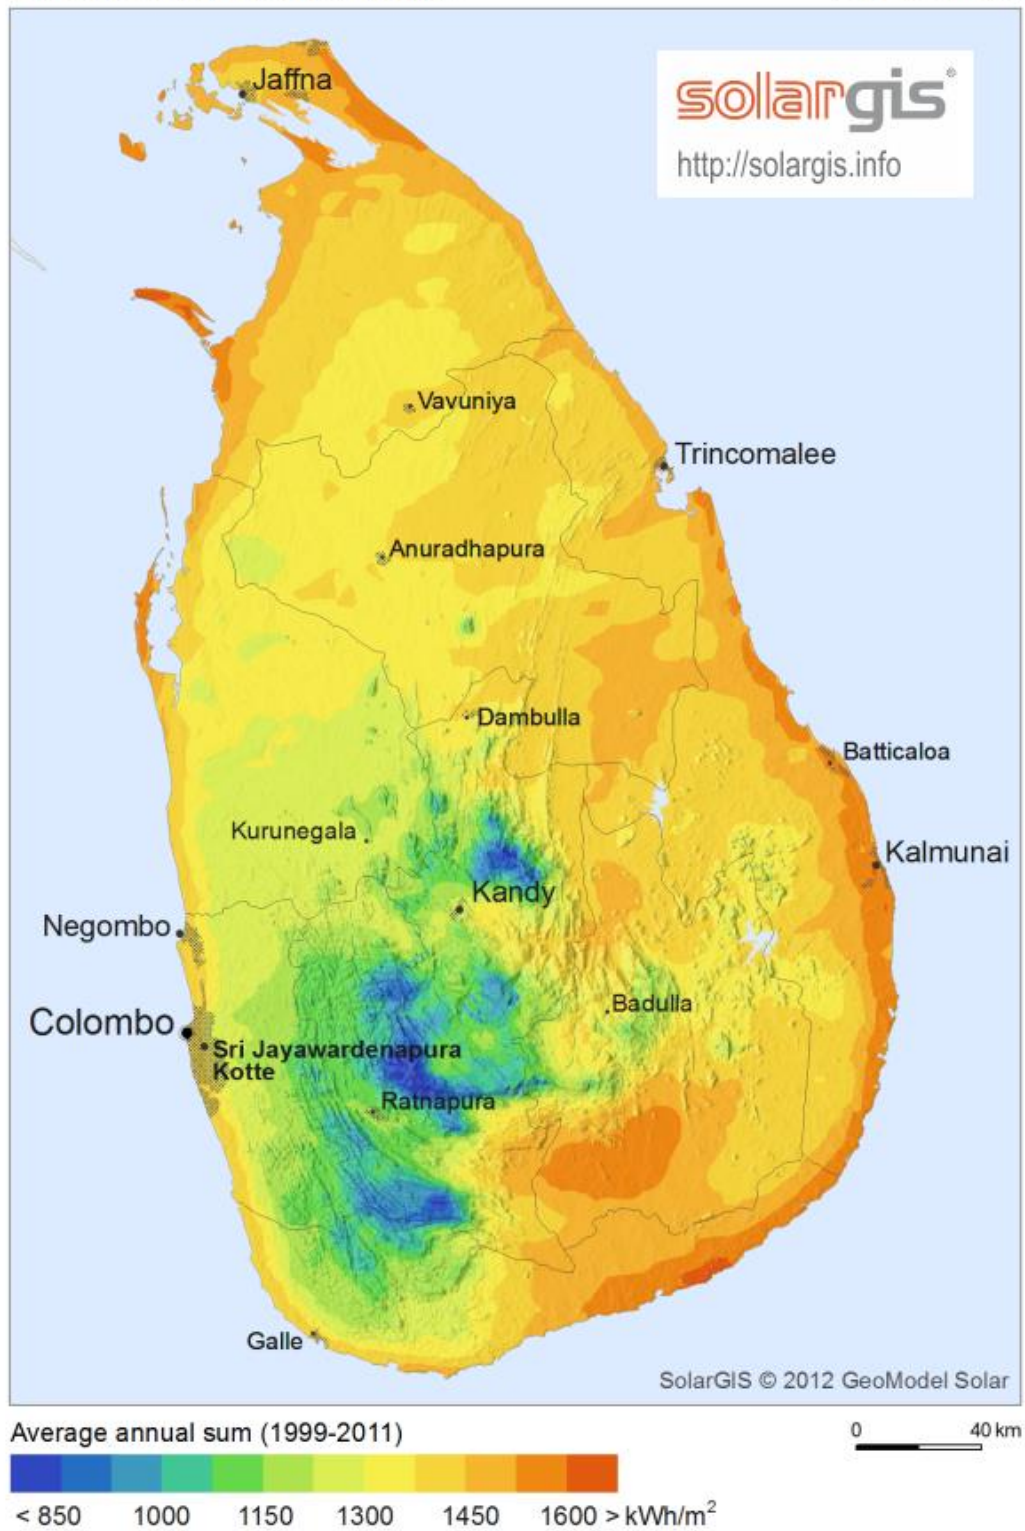 Jaffna
solargis®
http://solargis.info
Vavuniya
Trincomalee
Anuradhapura
Dambulla
Batticaloa
Kurunegala
Kalmunai
Kandy
Negombo
Badulla
Colombo
Sri Jayawardenapura
Kotte
Ratnapura
Galle
SolarGIS © 2012 GeoModel Solar
Average annual sum (1999-2011)
0 40 km
< 850 1000 1150 1300 1450 1600 > kWh/m²